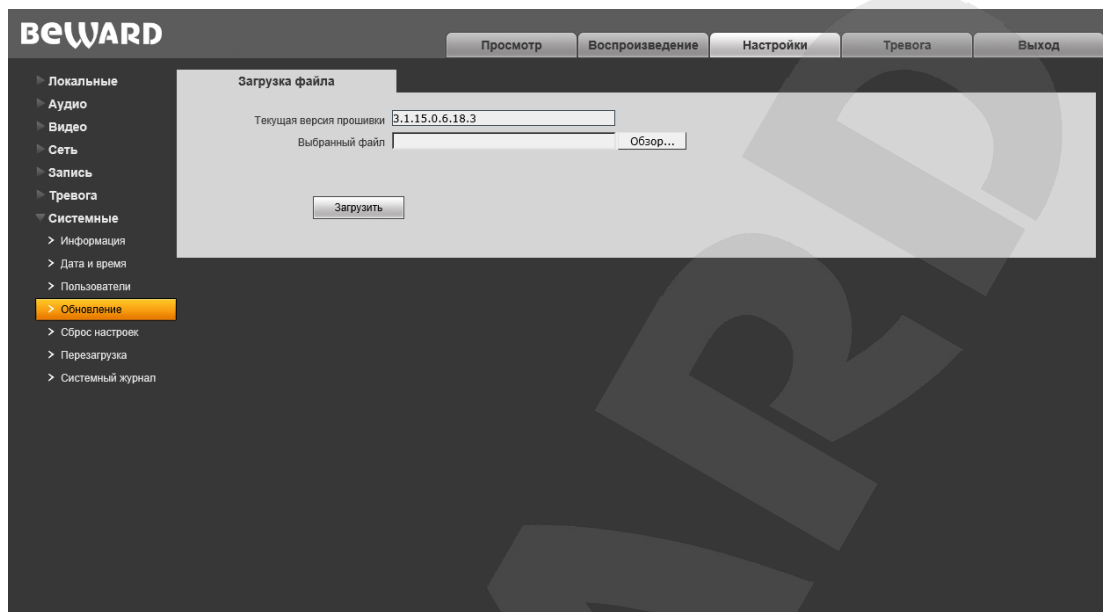 BEWARD
Просмотр
Воспроизведение
Настройки
Тревога
Выход
Локальные
Аудио
Видео
Сеть
Запись
Тревога
Системные
Информация
Дата и время
Пользователи
Обновление
Сброс настроек
Перезагрузка
Системный журнал
Загрузка файла
Текущая версия прошивки 3.1.15.0.6.18.3
Выбранный файл Обзор...
Загрузить
ARD